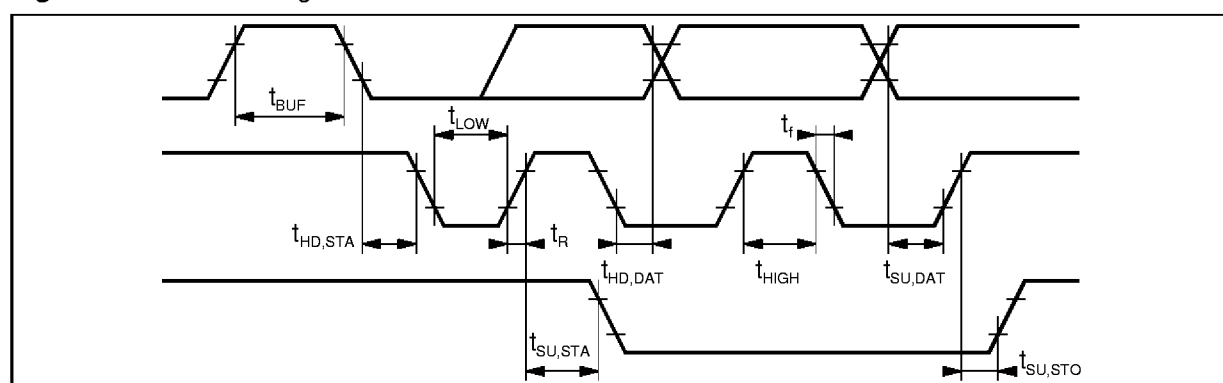 tBUF
tLOW
tf
tHD,STA
tR
tHD,DAT
tHIGH
tSU,DAT
tSU,STA
tSU,STO